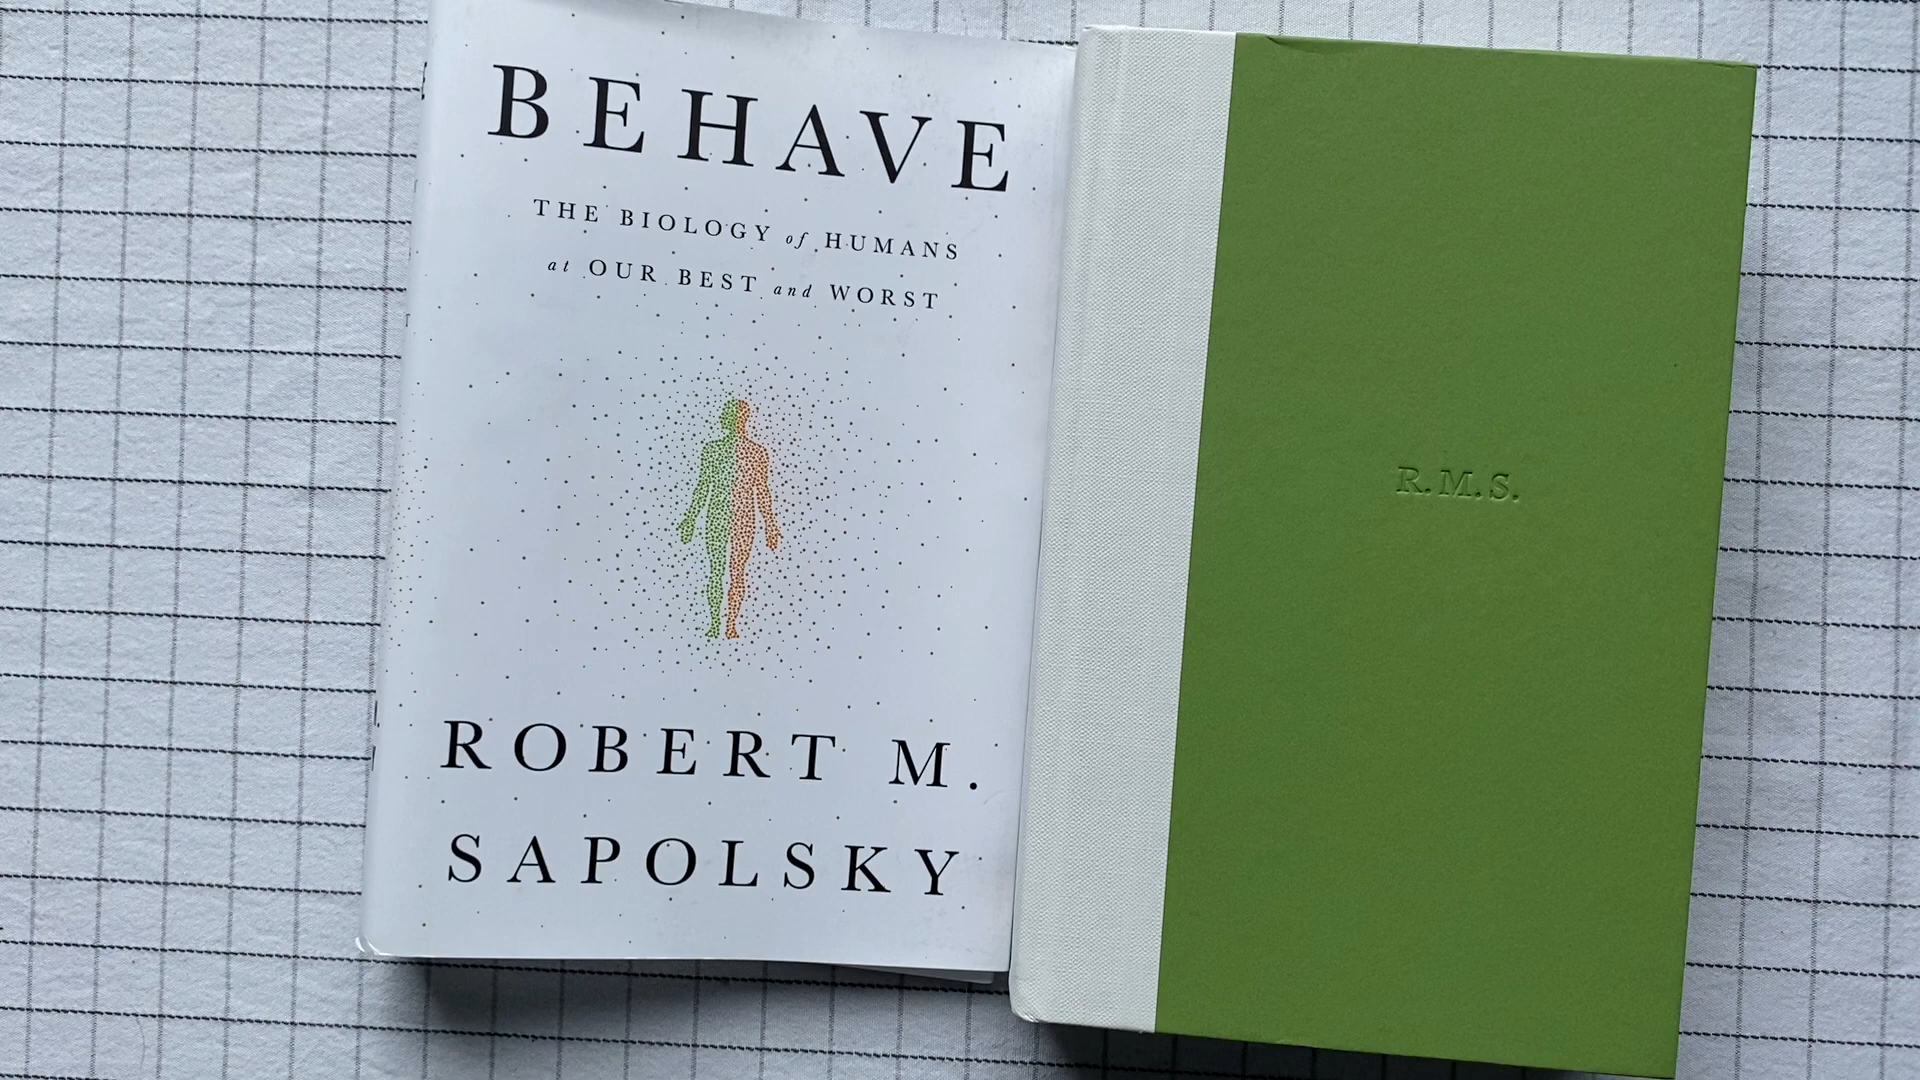 BEHAVE
THE BIOLOGY of HUMANS
at OUR BEST and WORST
ROBERT M.
SAPOLSKY
R.M.S.